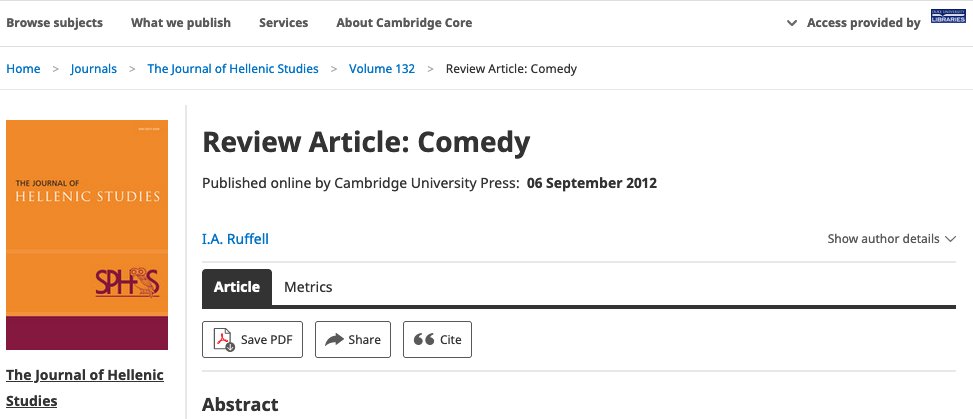 Browse subjects What we publish Services About Cambridge Core Access provided by DUKE UNIVERSITY
LIBRARIES
Home > Journals > The Journal of Hellenic Studies > Volume 132 > Review Article: Comedy
THE JOURNAL OF
HELLENIC STUDIES
SPHS
The Journal of Hellenic
Studies
Review Article: Comedy
Published online by Cambridge University Press: 06 September 2012
I.A. Ruffell Show author details
Article Metrics
Save PDF Share Cite
Abstract